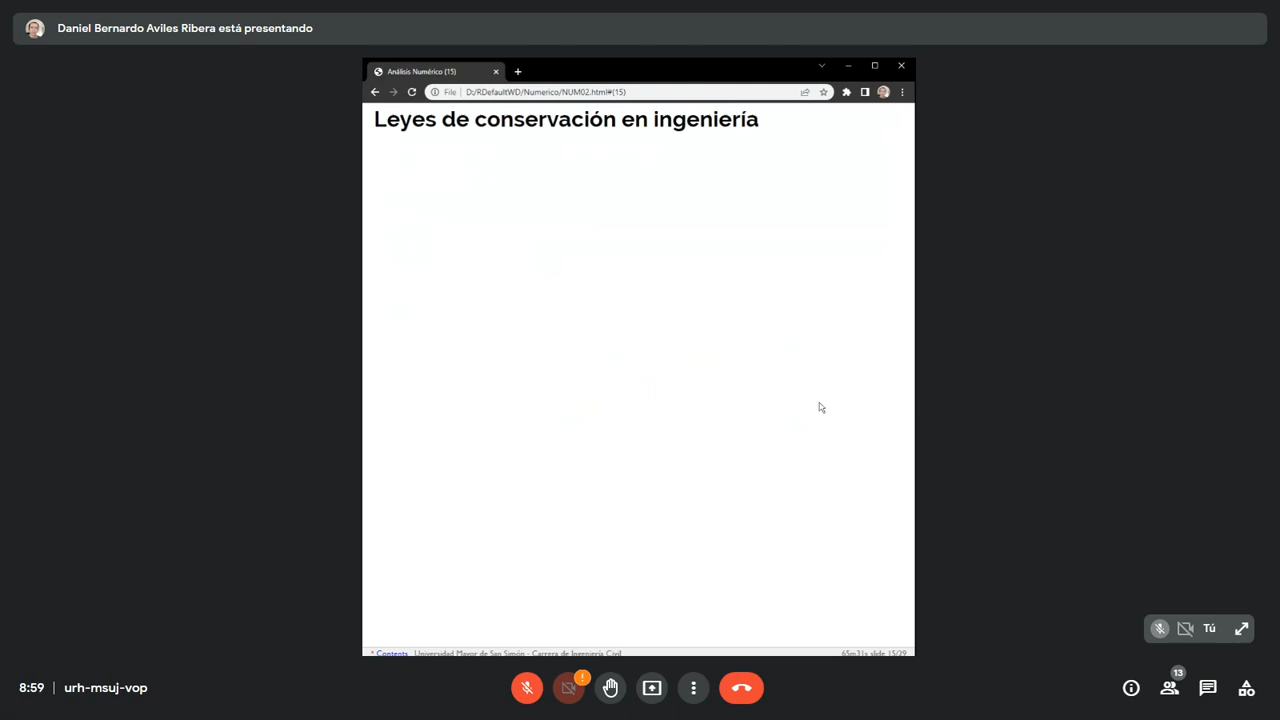 Daniel Bernardo Aviles Ribera está presentando
Análisis Numérico (15)
File D:/RDefaultWD/Numerico/NUM02.html#(15)
Leyes de conservación en ingeniería
* Contents Universidad Mayor de San Simón - Carrera de Ingeniería Civil 65m31s slide 15/29
Tú
8:59 urh-msuj-vop
13